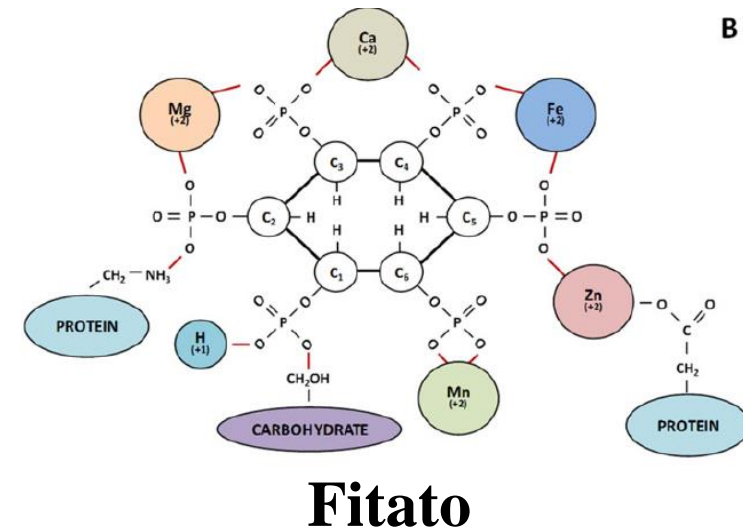 B
Ca
(+2)
Mg
(+2)
Fe
(+2)
O O O O
P P
O O O O
C₃ C₄
H H
O O
O = P — O — C₂ — H H — C₅ — O — P = O
O O
H H
C₁ C₆
CH₂ — NH₃
PROTEIN
Zn
(+2)
O O
C
CH₂
PROTEIN
O O O O
P P
O O O O
H
(+1)
CH₂OH
CARBOHYDRATE
Mn
(+2)
Fitato